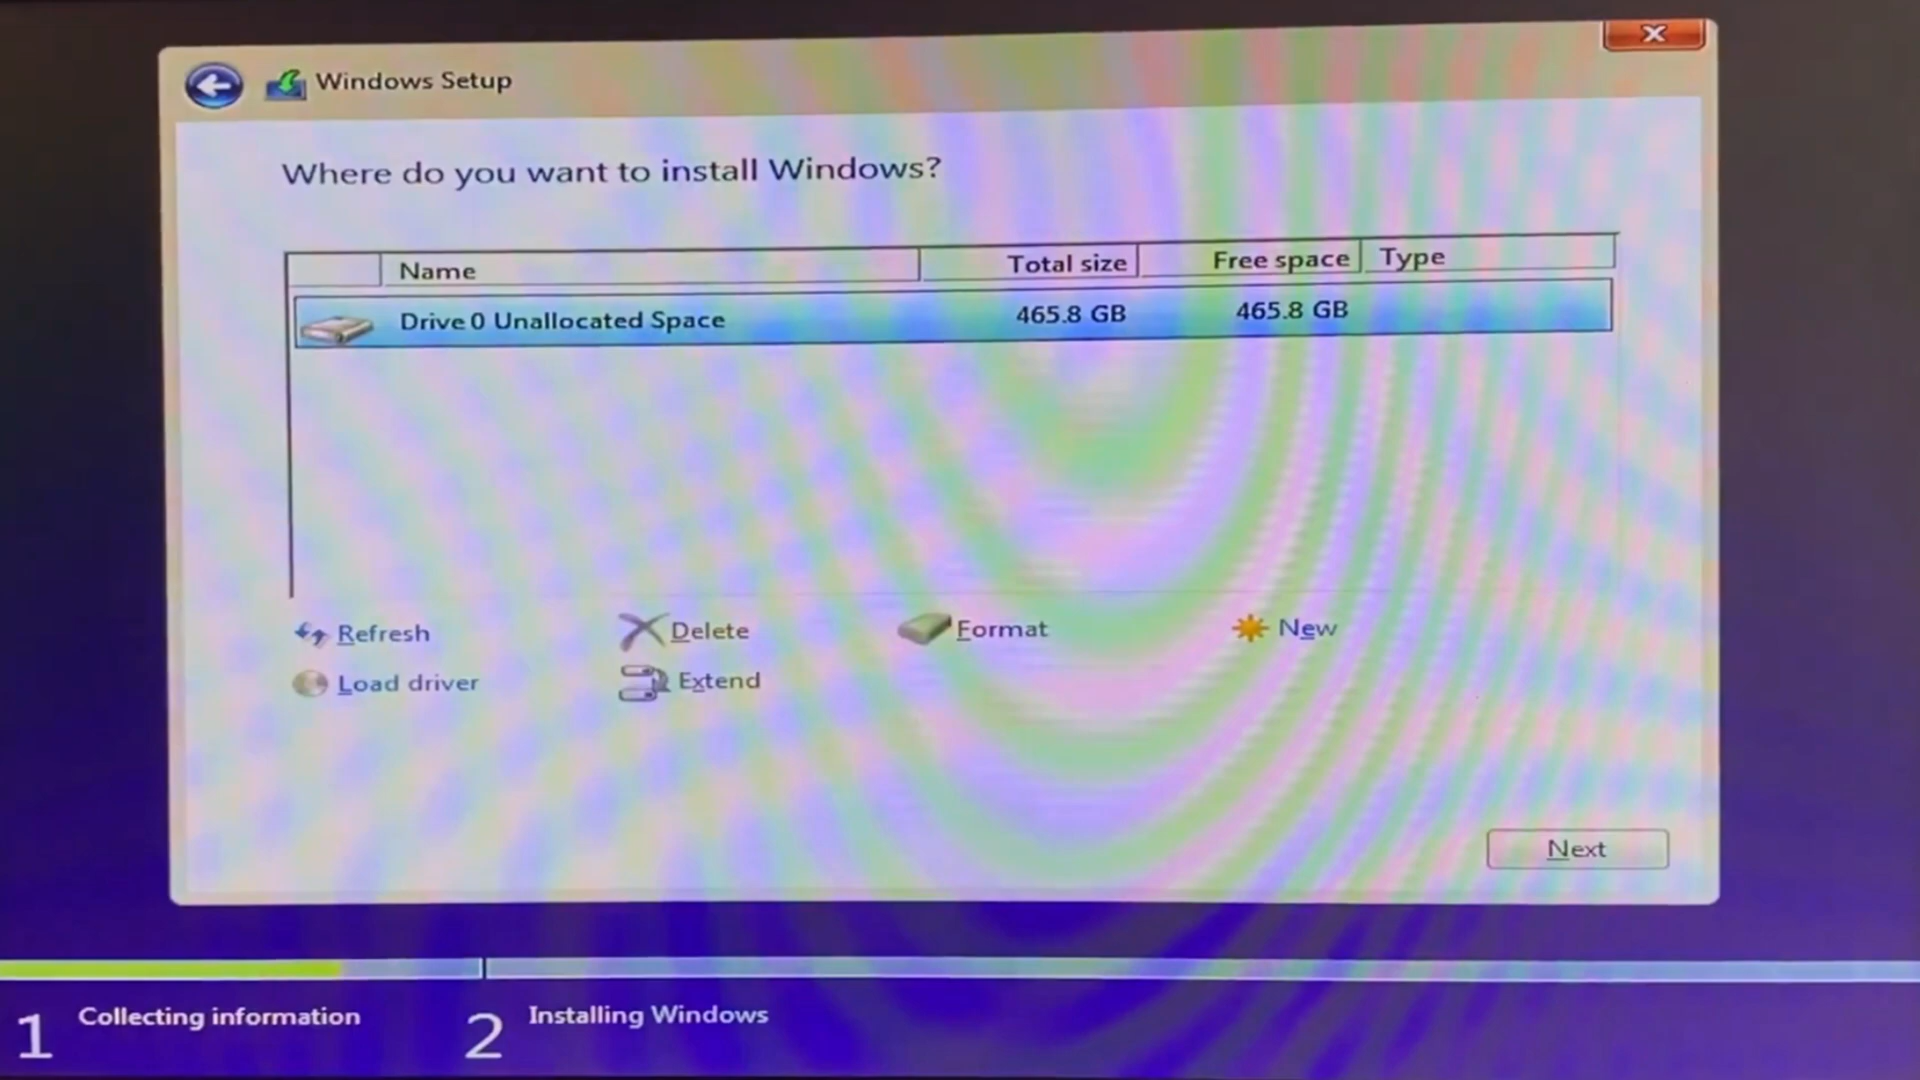 Windows Setup
Where do you want to install Windows?
Name Total size Free space Type
Drive 0 Unallocated Space 465.8 GB 465.8 GB
Refresh Delete Format New
Load driver Extend
Next
1 Collecting information 2 Installing Windows